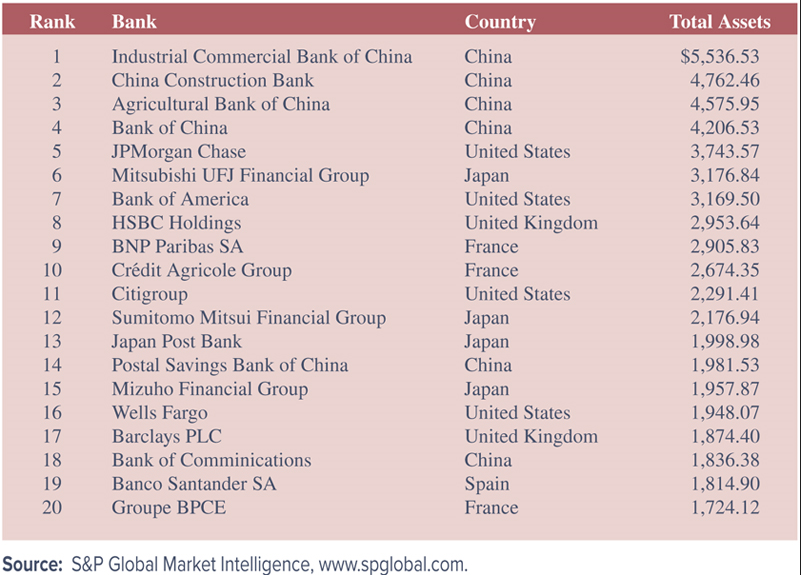 Rank Bank Country Total Assets
1 Industrial Commercial Bank of China China $5,536.53
2 China Construction Bank China 4,762.46
3 Agricultural Bank of China China 4,575.95
4 Bank of China China 4,206.53
5 JPMorgan Chase United States 3,743.57
6 Mitsubishi UFJ Financial Group Japan 3,176.84
7 Bank of America United States 3,169.50
8 HSBC Holdings United Kingdom 2,953.64
9 BNP Paribas SA France 2,905.83
10 Crédit Agricole Group France 2,674.35
11 Citigroup United States 2,291.41
12 Sumitomo Mitsui Financial Group Japan 2,176.94
13 Japan Post Bank Japan 1,998.98
14 Postal Savings Bank of China China 1,981.53
15 Mizuho Financial Group Japan 1,957.87
16 Wells Fargo United States 1,948.07
17 Barclays PLC United Kingdom 1,874.40
18 Bank of Comminications China 1,836.38
19 Banco Santander SA Spain 1,814.90
20 Groupe BPCE France 1,724.12
Source: S&P Global Market Intelligence, www.spglobal.com.